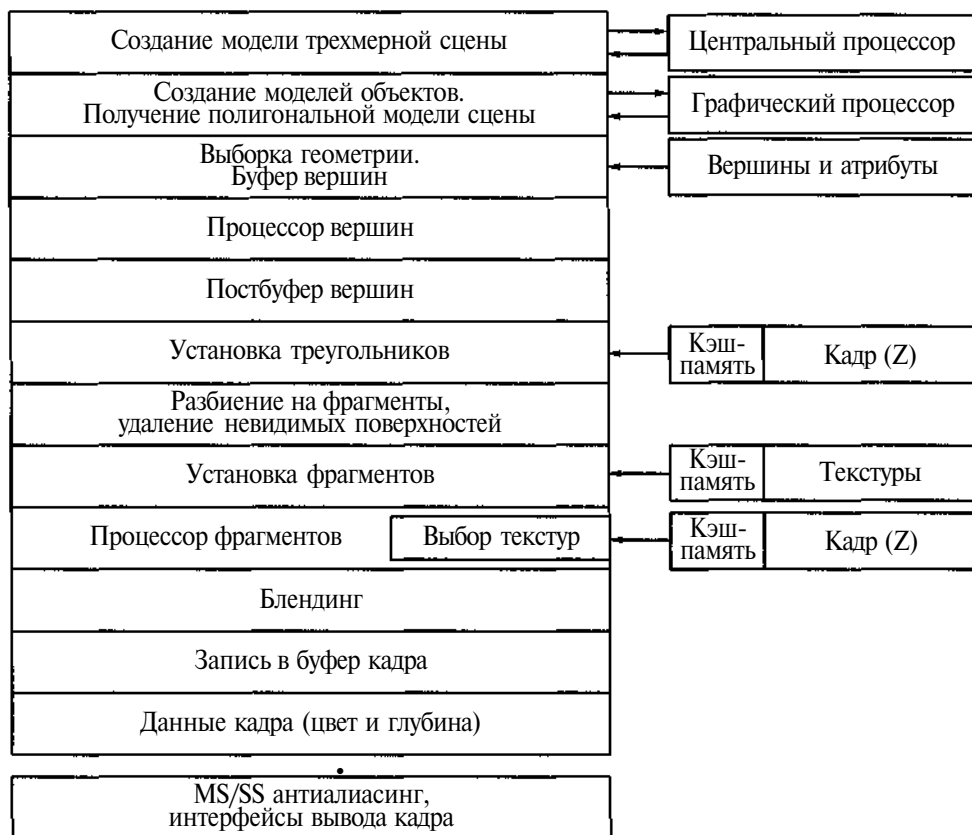 Создание модели трехмерной сцены
Центральный процессор
Создание моделей объектов.
Получение полигональной модели сцены
Графический процессор
Выборка геометрии.
Буфер вершин
Вершины и атрибуты
Процессор вершин
Постбуфер вершин
Установка треугольников
Кэш-
память
Кадр (Z)
Разбиение на фрагменты,
удаление невидимых поверхностей
Установка фрагментов
Кэш-
память
Текстуры
Процессор фрагментов
Выбор текстур
Кэш-
память
Кадр (Z)
Блендинг
Запись в буфер кадра
Данные кадра (цвет и глубина)
MS/SS антиалиасинг,
интерфейсы вывода кадра